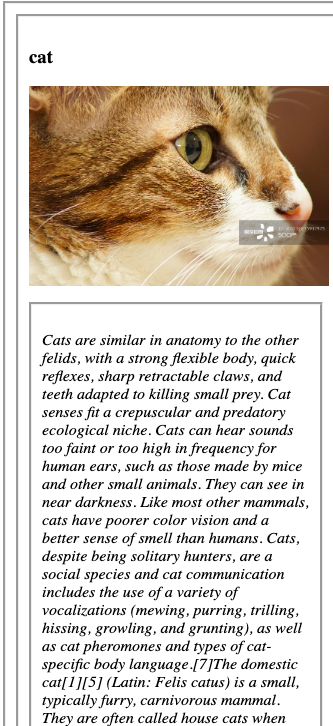 cat
Cats are similar in anatomy to the other
felids, with a strong flexible body, quick
reflexes, sharp retractable claws, and
teeth adapted to killing small prey. Cat
senses fit a crepuscular and predatory
ecological niche. Cats can hear sounds
too faint or too high in frequency for
human ears, such as those made by mice
and other small animals. They can see in
near darkness. Like most other mammals,
cats have poorer color vision and a
better sense of smell than humans. Cats,
despite being solitary hunters, are a
social species and cat communication
includes the use of a variety of
vocalizations (mewing, purring, trilling,
hissing, growling, and grunting), as well
as cat pheromones and types of cat-
specific body language.[7]The domestic
cat[1][5] (Latin: Felis catus) is a small,
typically furry, carnivorous mammal.
They are often called house cats when